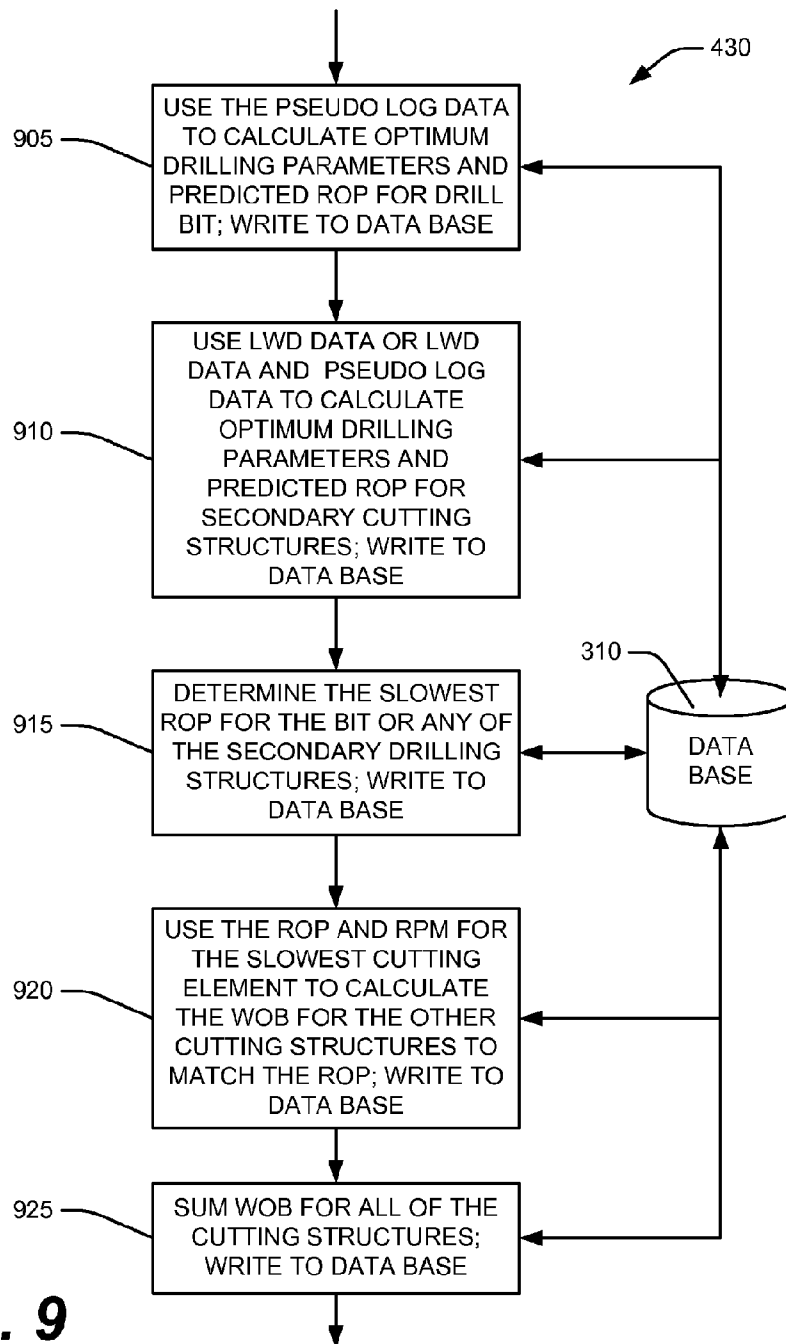 430
905
USE THE PSEUDO LOG DATA
TO CALCULATE OPTIMUM
DRILLING PARAMETERS AND
PREDICTED ROP FOR DRILL
BIT; WRITE TO DATA BASE
910
USE LWD DATA OR LWD
DATA AND PSEUDO LOG
DATA TO CALCULATE
OPTIMUM DRILLING
PARAMETERS AND
PREDICTED ROP FOR
SECONDARY CUTTING
STRUCTURES; WRITE TO
DATA BASE
310
DATA
BASE
915
DETERMINE THE SLOWEST
ROP FOR THE BIT OR ANY OF
THE SECONDARY DRILLING
STRUCTURES; WRITE TO
DATA BASE
920
USE THE ROP AND RPM FOR
THE SLOWEST CUTTING
ELEMENT TO CALCULATE
THE WOB FOR THE OTHER
CUTTING STRUCTURES TO
MATCH THE ROP; WRITE TO
DATA BASE
925
SUM WOB FOR ALL OF THE
CUTTING STRUCTURES;
WRITE TO DATA BASE
. 9